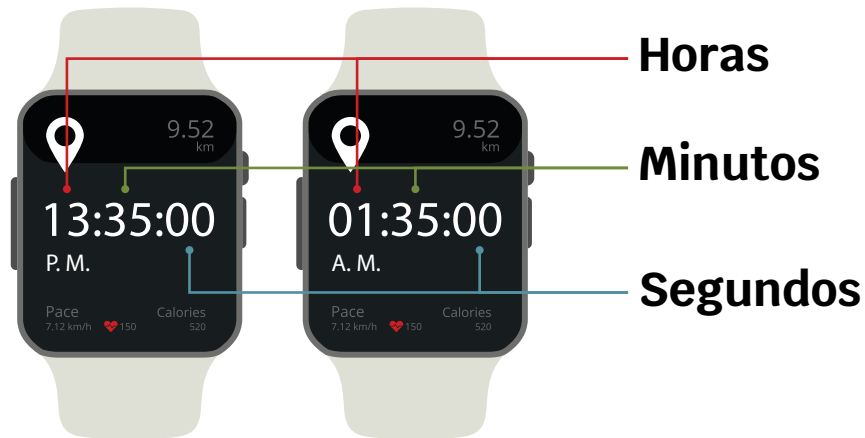 Horas
9.52
km
9.52
km
Minutos
13:35:00
P. M.
01:35:00
A. M.
Segundos
Pace
7.12 km/h
150
Calories
520
Pace
7.12 km/h
150
Calories
520